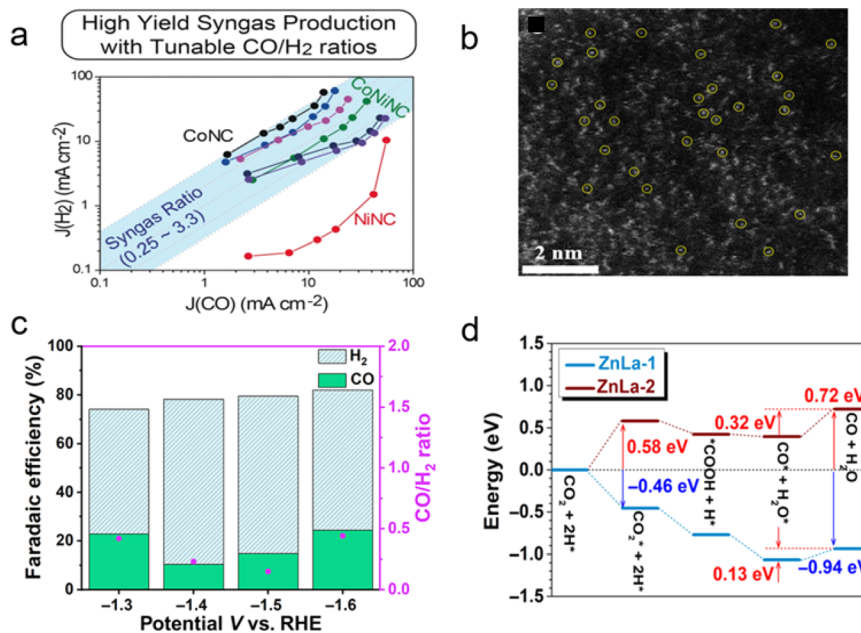 a
High Yield Syngas Production
with Tunable CO/H2 ratios
100
10
1
0.1
J(H2) (mA cm-2)
CoNC
CoNiNC
NiNC
Syngas Ratio
(0.25 ~ 3.3)
0.1
1
10
100
J(CO) (mA cm-2)
b
2 nm
c
100
80
60
40
20
0
Faradaic efficiency (%)
H2
CO
2.0
1.5
1.0
0.5
0.0
CO/H2 ratio
−1.3
−1.4
−1.5
−1.6
Potential V vs. RHE
d
1.5
1.0
0.5
0.0
−0.5
−1.0
−1.5
Energy (eV)
ZnLa-1
ZnLa-2
0.58 eV
0.32 eV
0.72 eV
−0.46 eV
0.13 eV
−0.94 eV
CO2 + 2H*
CO2* + 2H*
*COOH + H*
CO* + H2O*
CO + H2O